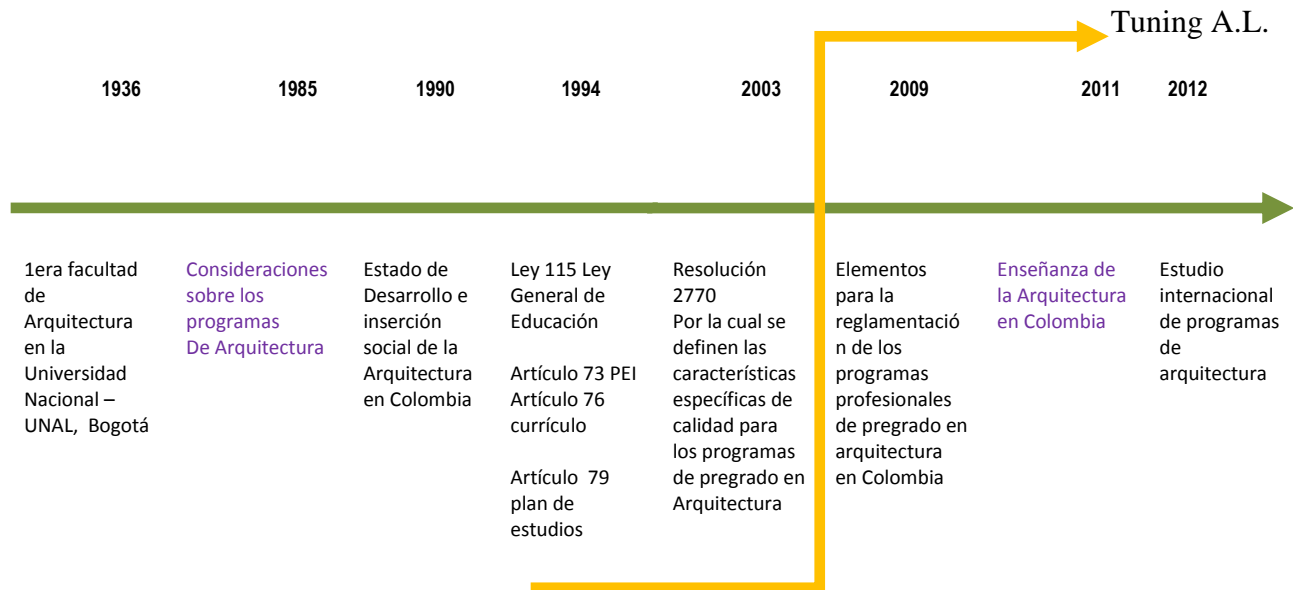 Tuning A.L.
1936 1985 1990 1994 2003 2009 2011 2012
1era facultad
de
Arquitectura
en la
Universidad
Nacional –
UNAL, Bogotá
Consideraciones
sobre los
programas
De Arquitectura
Estado de
Desarrollo e
inserción
social de la
Arquitectura
en Colombia
Ley 115 Ley
General de
Educación
Artículo 73 PEI
Artículo 76
currículo
Artículo 79
plan de
estudios
Resolución
2770
Por la cual se
definen las
características
específicas de
calidad para
los programas
de pregrado en
Arquitectura
Elementos
para la
reglamentació
n de los
programas
profesionales
de pregrado en
arquitectura
en Colombia
Enseñanza de
la Arquitectura
en Colombia
Estudio
internacional
de programas
de
arquitectura